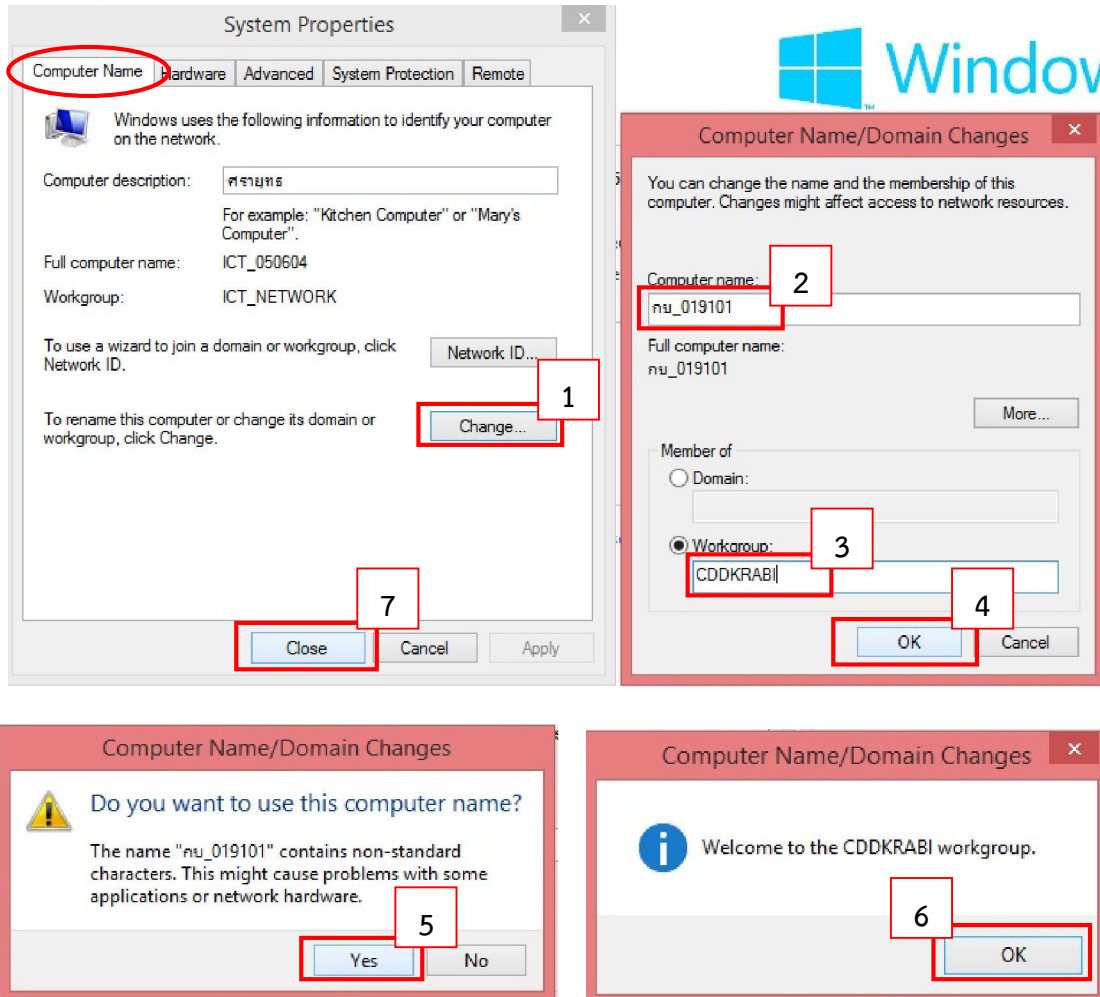 System Properties
Computer Name Hardware Advanced System Protection Remote
Windows uses the following information to identify your computer
on the network.
Computer description: ศรายุทธ
For example: "Kitchen Computer" or "Mary's
Computer".
Full computer name: ICT_050604
Workgroup: ICT_NETWORK
To use a wizard to join a domain or workgroup, click
Network ID.
Network ID...
1
To rename this computer or change its domain or
workgroup, click Change.
Change...
7
Close Cancel Apply
Window
TM
Computer Name/Domain Changes
You can change the name and the membership of this
computer. Changes might affect access to network resources.
Computer name:
2
กบ_019101
Full computer name:
กบ_019101
More...
Member of
Domain:
Workgroup:
3
CDDKRABI
4
OK Cancel
Computer Name/Domain Changes
Do you want to use this computer name?
The name "กบ_019101" contains non-standard
characters. This might cause problems with some
applications or network hardware.
5
Yes No
Computer Name/Domain Changes
Welcome to the CDDKRABI workgroup.
6
OK